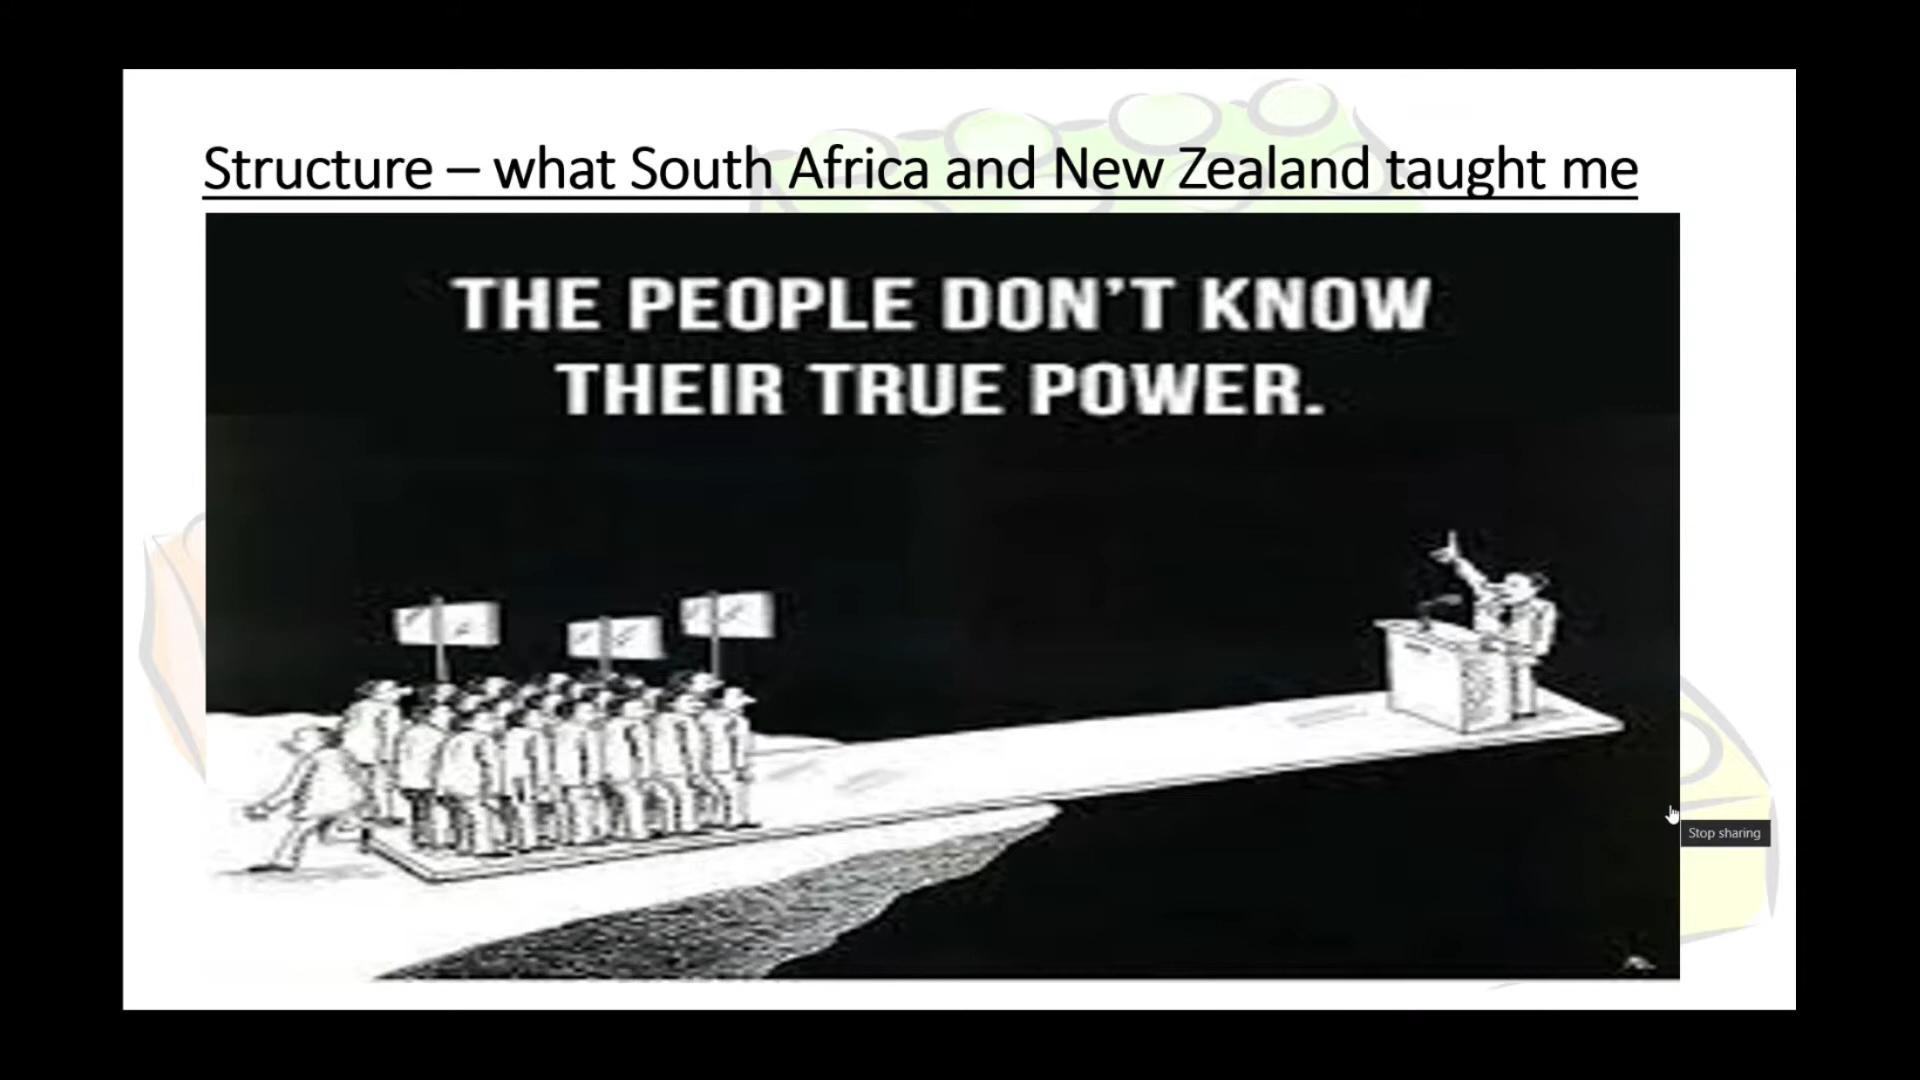 Structure – what South Africa and New Zealand taught me
THE PEOPLE DON'T KNOW
THEIR TRUE POWER.
Stop sharing